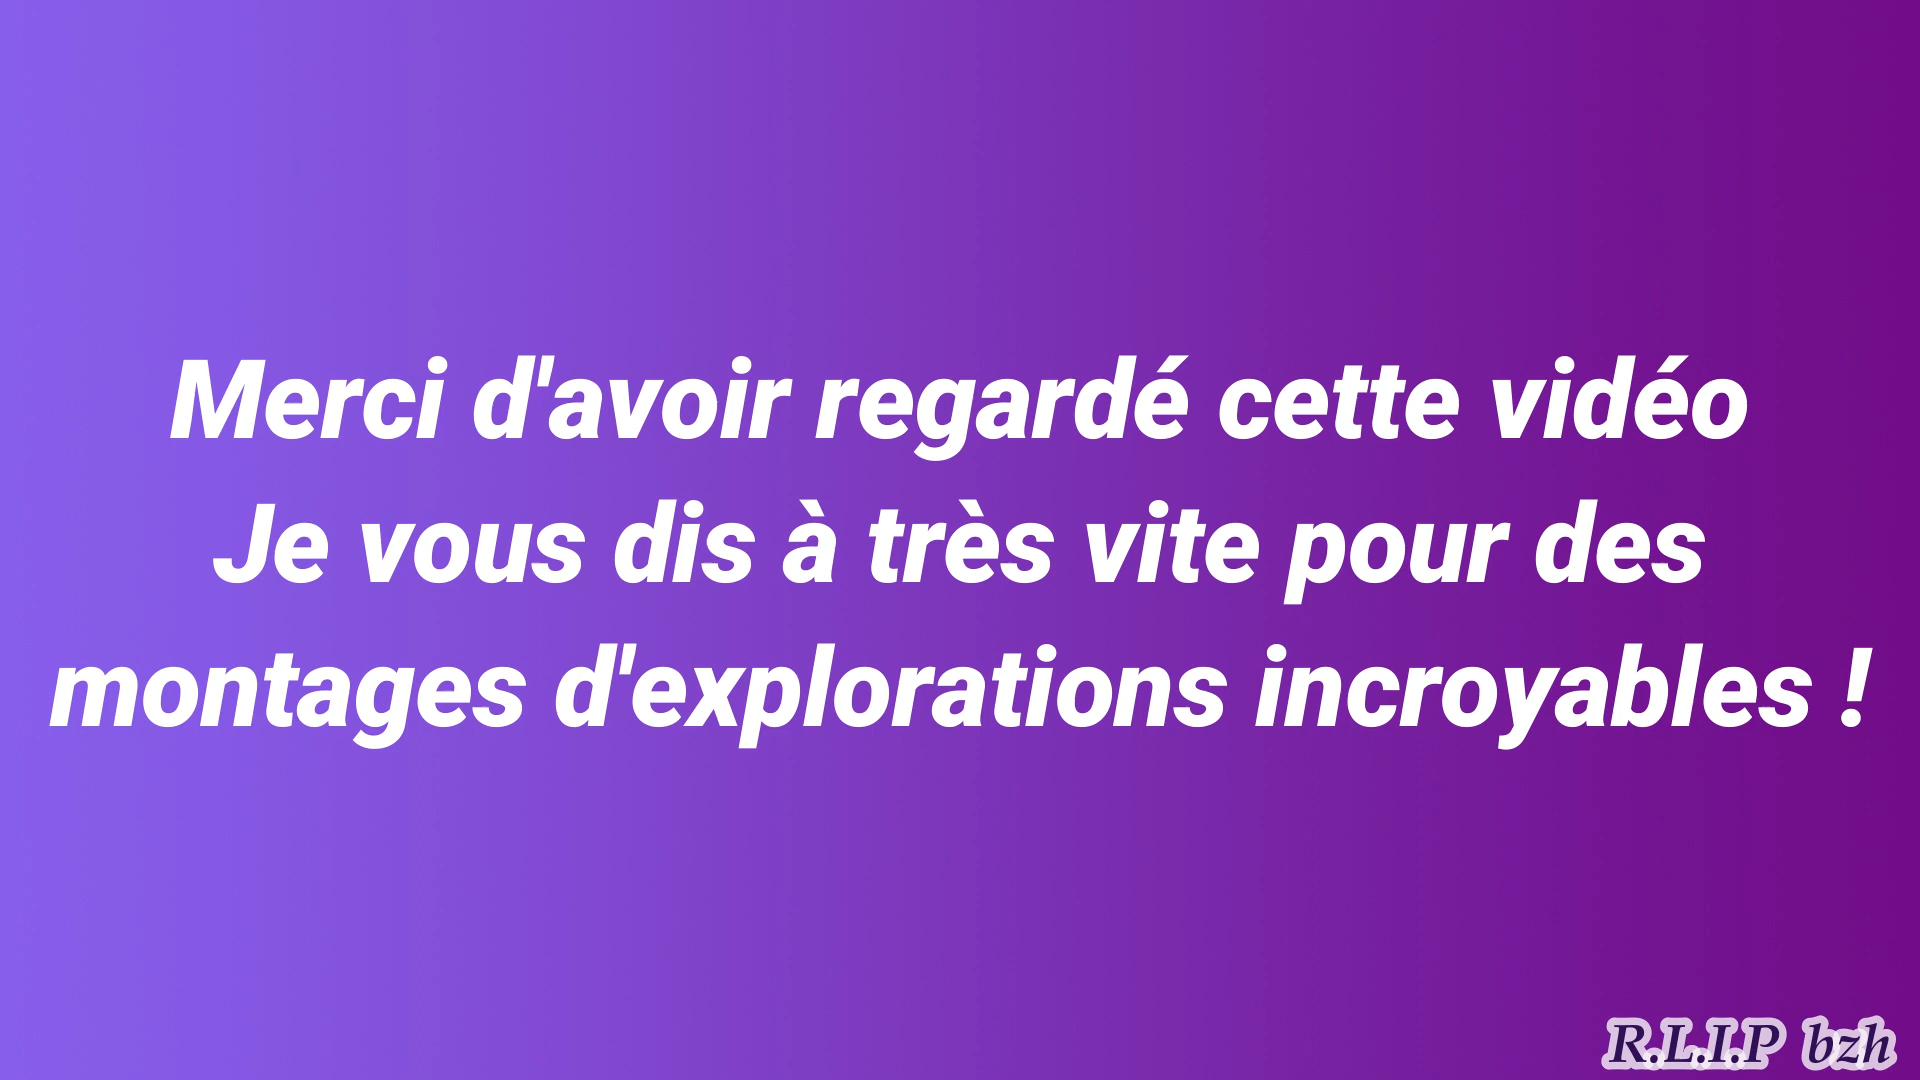 Merci d'avoir regardé cette vidéo
Je vous dis à très vite pour des
montages d'explorations incroyables !
R.L.I.P bzh